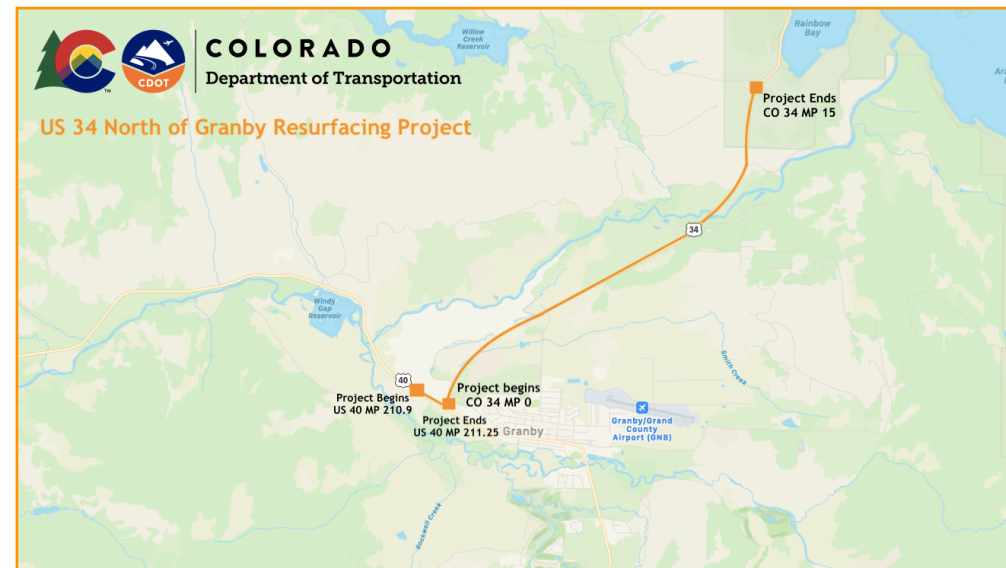 COLORADO
Department of Transportation
CDOT
TM
US 34 North of Granby Resurfacing Project
Willow
Creek
Reservoir
Rainbow
Bay
Project Ends
CO 34 MP 15
34
Windy
Gap
Reservoir
40
Project Begins
US 40 MP 210.9
Project begins
CO 34 MP 0
Project Ends
US 40 MP 211.25
Granby
Granby/Grand
County
Airport (GNB)
Smith Creek
Rockwell Creek